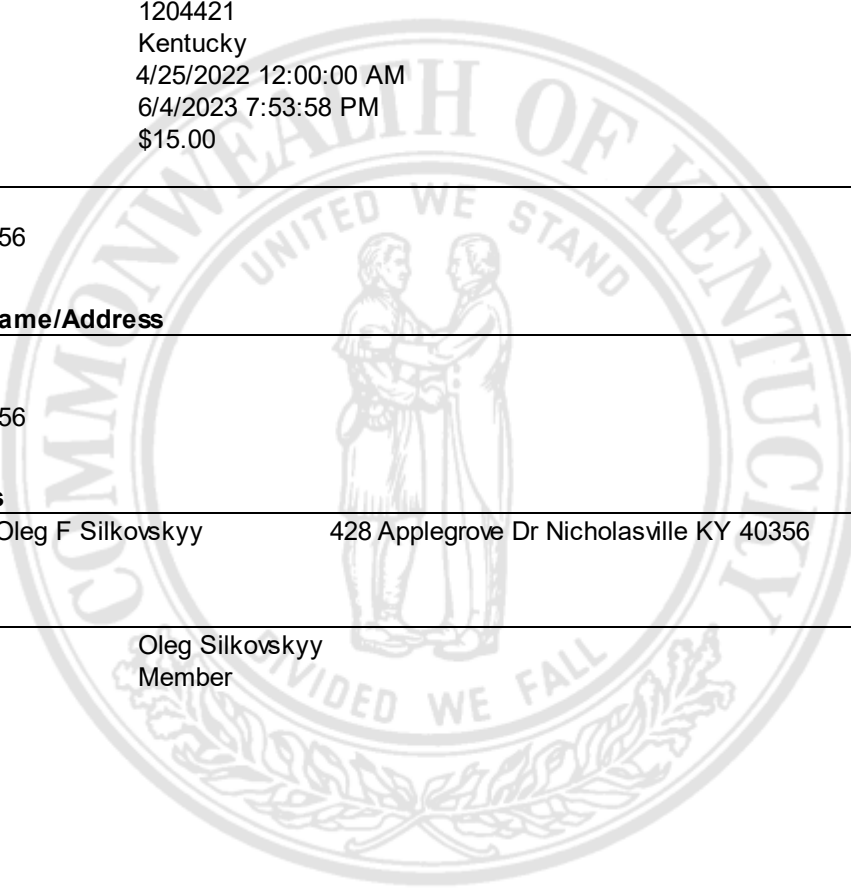 1204421
Kentucky
4/25/2022 12:00:00 AM
6/4/2023 7:53:58 PM
$15.00
56
ame/Address
56
s
Oleg F Silkovskyy 428 Applegrove Dr Nicholasville KY 40356
Oleg Silkovskyy
Member
COMMONWEALTH OF KENTUCKY
UNITED WE STAND
DIVIDED WE FALL